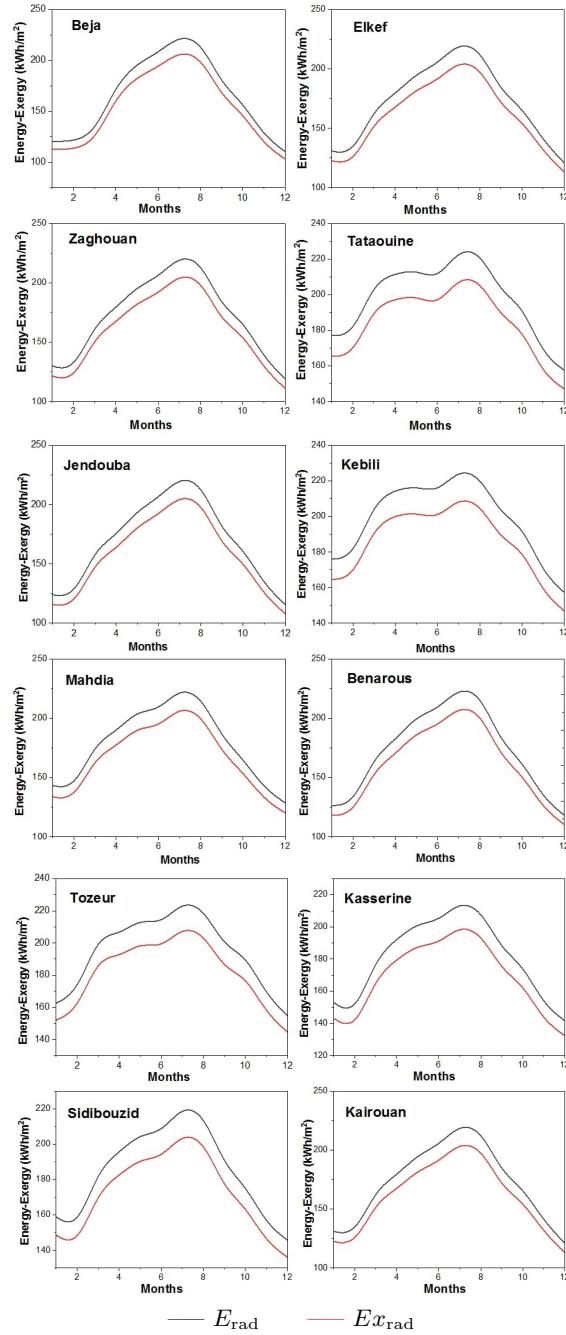 Beja
Energy-Exergy (kWh/m²)
250
200
150
100
2 4 6 8 10 12
Months
Elkef
Energy-Exergy (kWh/m²)
250
200
150
100
2 4 6 8 10 12
Months
Zaghouan
Energy-Exergy (kWh/m²)
250
200
150
100
2 4 6 8 10 12
Months
Tataouine
Energy-Exergy (kWh/m²)
240
220
200
180
160
140
2 4 6 8 10 12
Months
Jendouba
Energy-Exergy (kWh/m²)
250
200
150
100
2 4 6 8 10 12
Months
Kebili
Energy-Exergy (kWh/m²)
240
220
200
180
160
140
2 4 6 8 10 12
Months
Mahdia
Energy-Exergy (kWh/m²)
250
200
150
100
2 4 6 8 10 12
Months
Benarous
Energy-Exergy (kWh/m²)
250
200
150
100
2 4 6 8 10 12
Months
Tozeur
Energy-Exergy (kWh/m²)
240
220
200
180
160
140
2 4 6 8 10 12
Months
Kasserine
Energy-Exergy (kWh/m²)
220
200
180
160
140
120
2 4 6 8 10 12
Months
Sidibouzid
Energy-Exergy (kWh/m²)
220
200
180
160
140
2 4 6 8 10 12
Months
Kairouan
Energy-Exergy (kWh/m²)
250
200
150
100
2 4 6 8 10 12
Months
E_rad Ex_rad